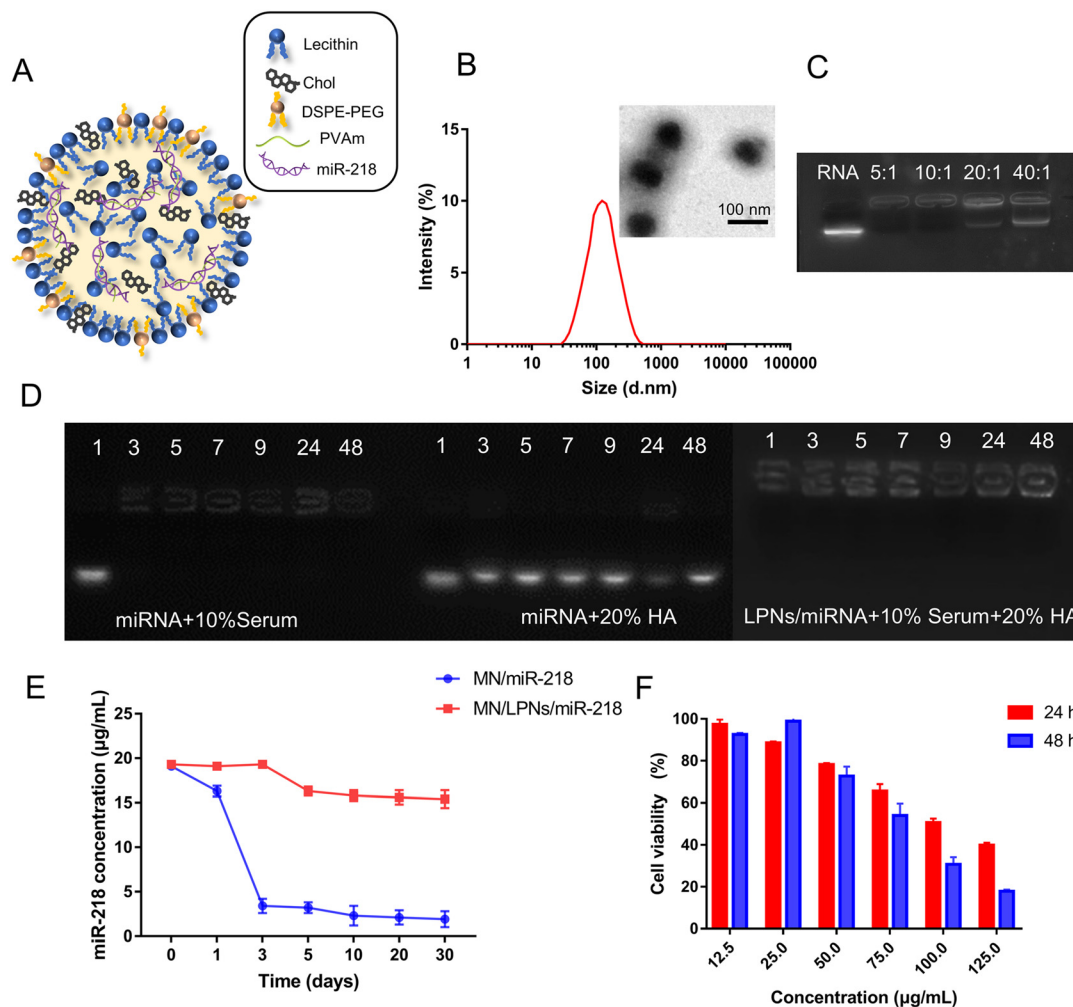 A
Lecithin
Chol
DSPE-PEG
PVAm
miR-218
B
Intensity (%)
15
10
5
0
1
10
100
1000
10000
100000
Size (d.nm)
100 nm
C
RNA 5:1 10:1 20:1 40:1
D
1 3 5 7 9 24 48
miRNA+10%Serum
1 3 5 7 9 24 48
miRNA+20% HA
1 3 5 7 9 24 48
LPNs/miRNA+10% Serum+20% HA
E
MN/miR-218
MN/LPNs/miR-218
miR-218 concentration (μg/mL)
25
20
15
10
5
0
0 1 3 5 10 20 30
Time (days)
F
24 h
48 h
Cell viability (%)
100
80
60
40
20
0
12.5
25.0
50.0
75.0
100.0
125.0
Concentration (μg/mL)